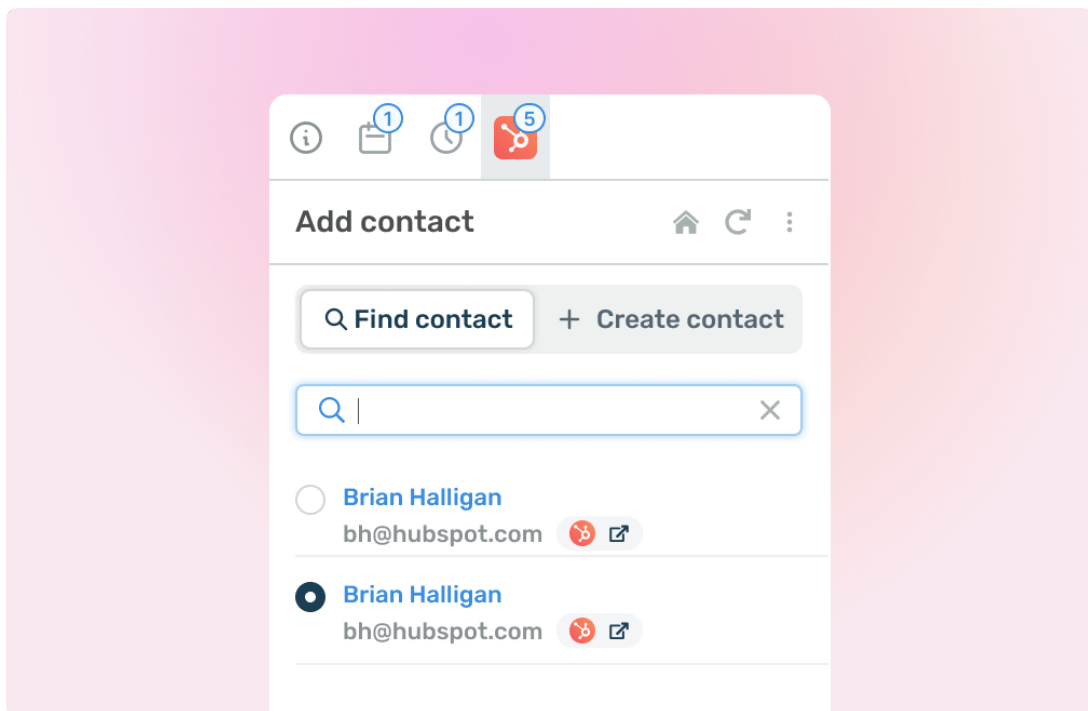 1 1 5
Add contact
Find contact + Create contact
Brian Halligan
bh@hubspot.com
Brian Halligan
bh@hubspot.com